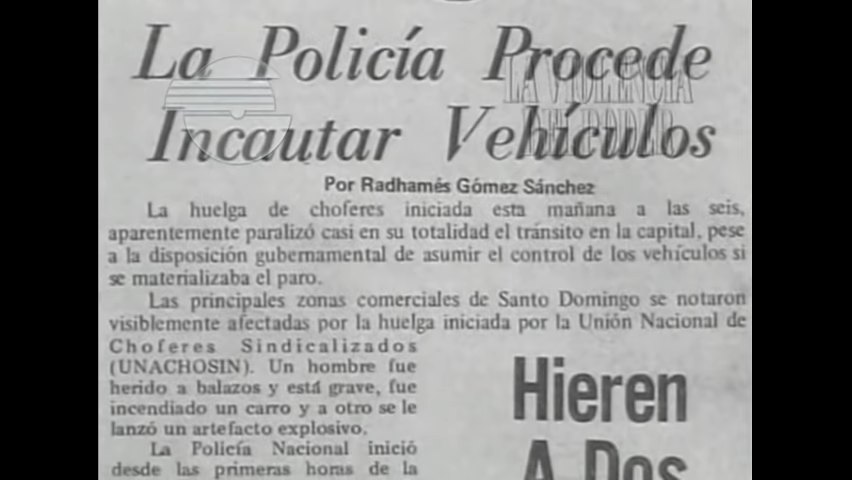 La Policía Procede
Incautar Vehículos
LA VIOLENCIA
DEL PODER
Por Radhamés Gómez Sánchez
La huelga de choferes iniciada esta mañana a las seis,
aparentemente paralizó casi en su totalidad el tránsito en la capital, pese
a la disposición gubernamental de asumir el control de los vehículos si
se materializaba el paro.
Las principales zonas comerciales de Santo Domingo se notaron
visiblemente afectadas por la huelga iniciada por la Unión Nacional de
Choferes Sindicalizados
(UNACHOSIN). Un hombre fue
herido a balazos y está grave, fue
incendiado un carro y a otro se le
lanzó un artefacto explosivo.
La Policía Nacional inició
desde las primeras horas de la
Hieren
A Dos